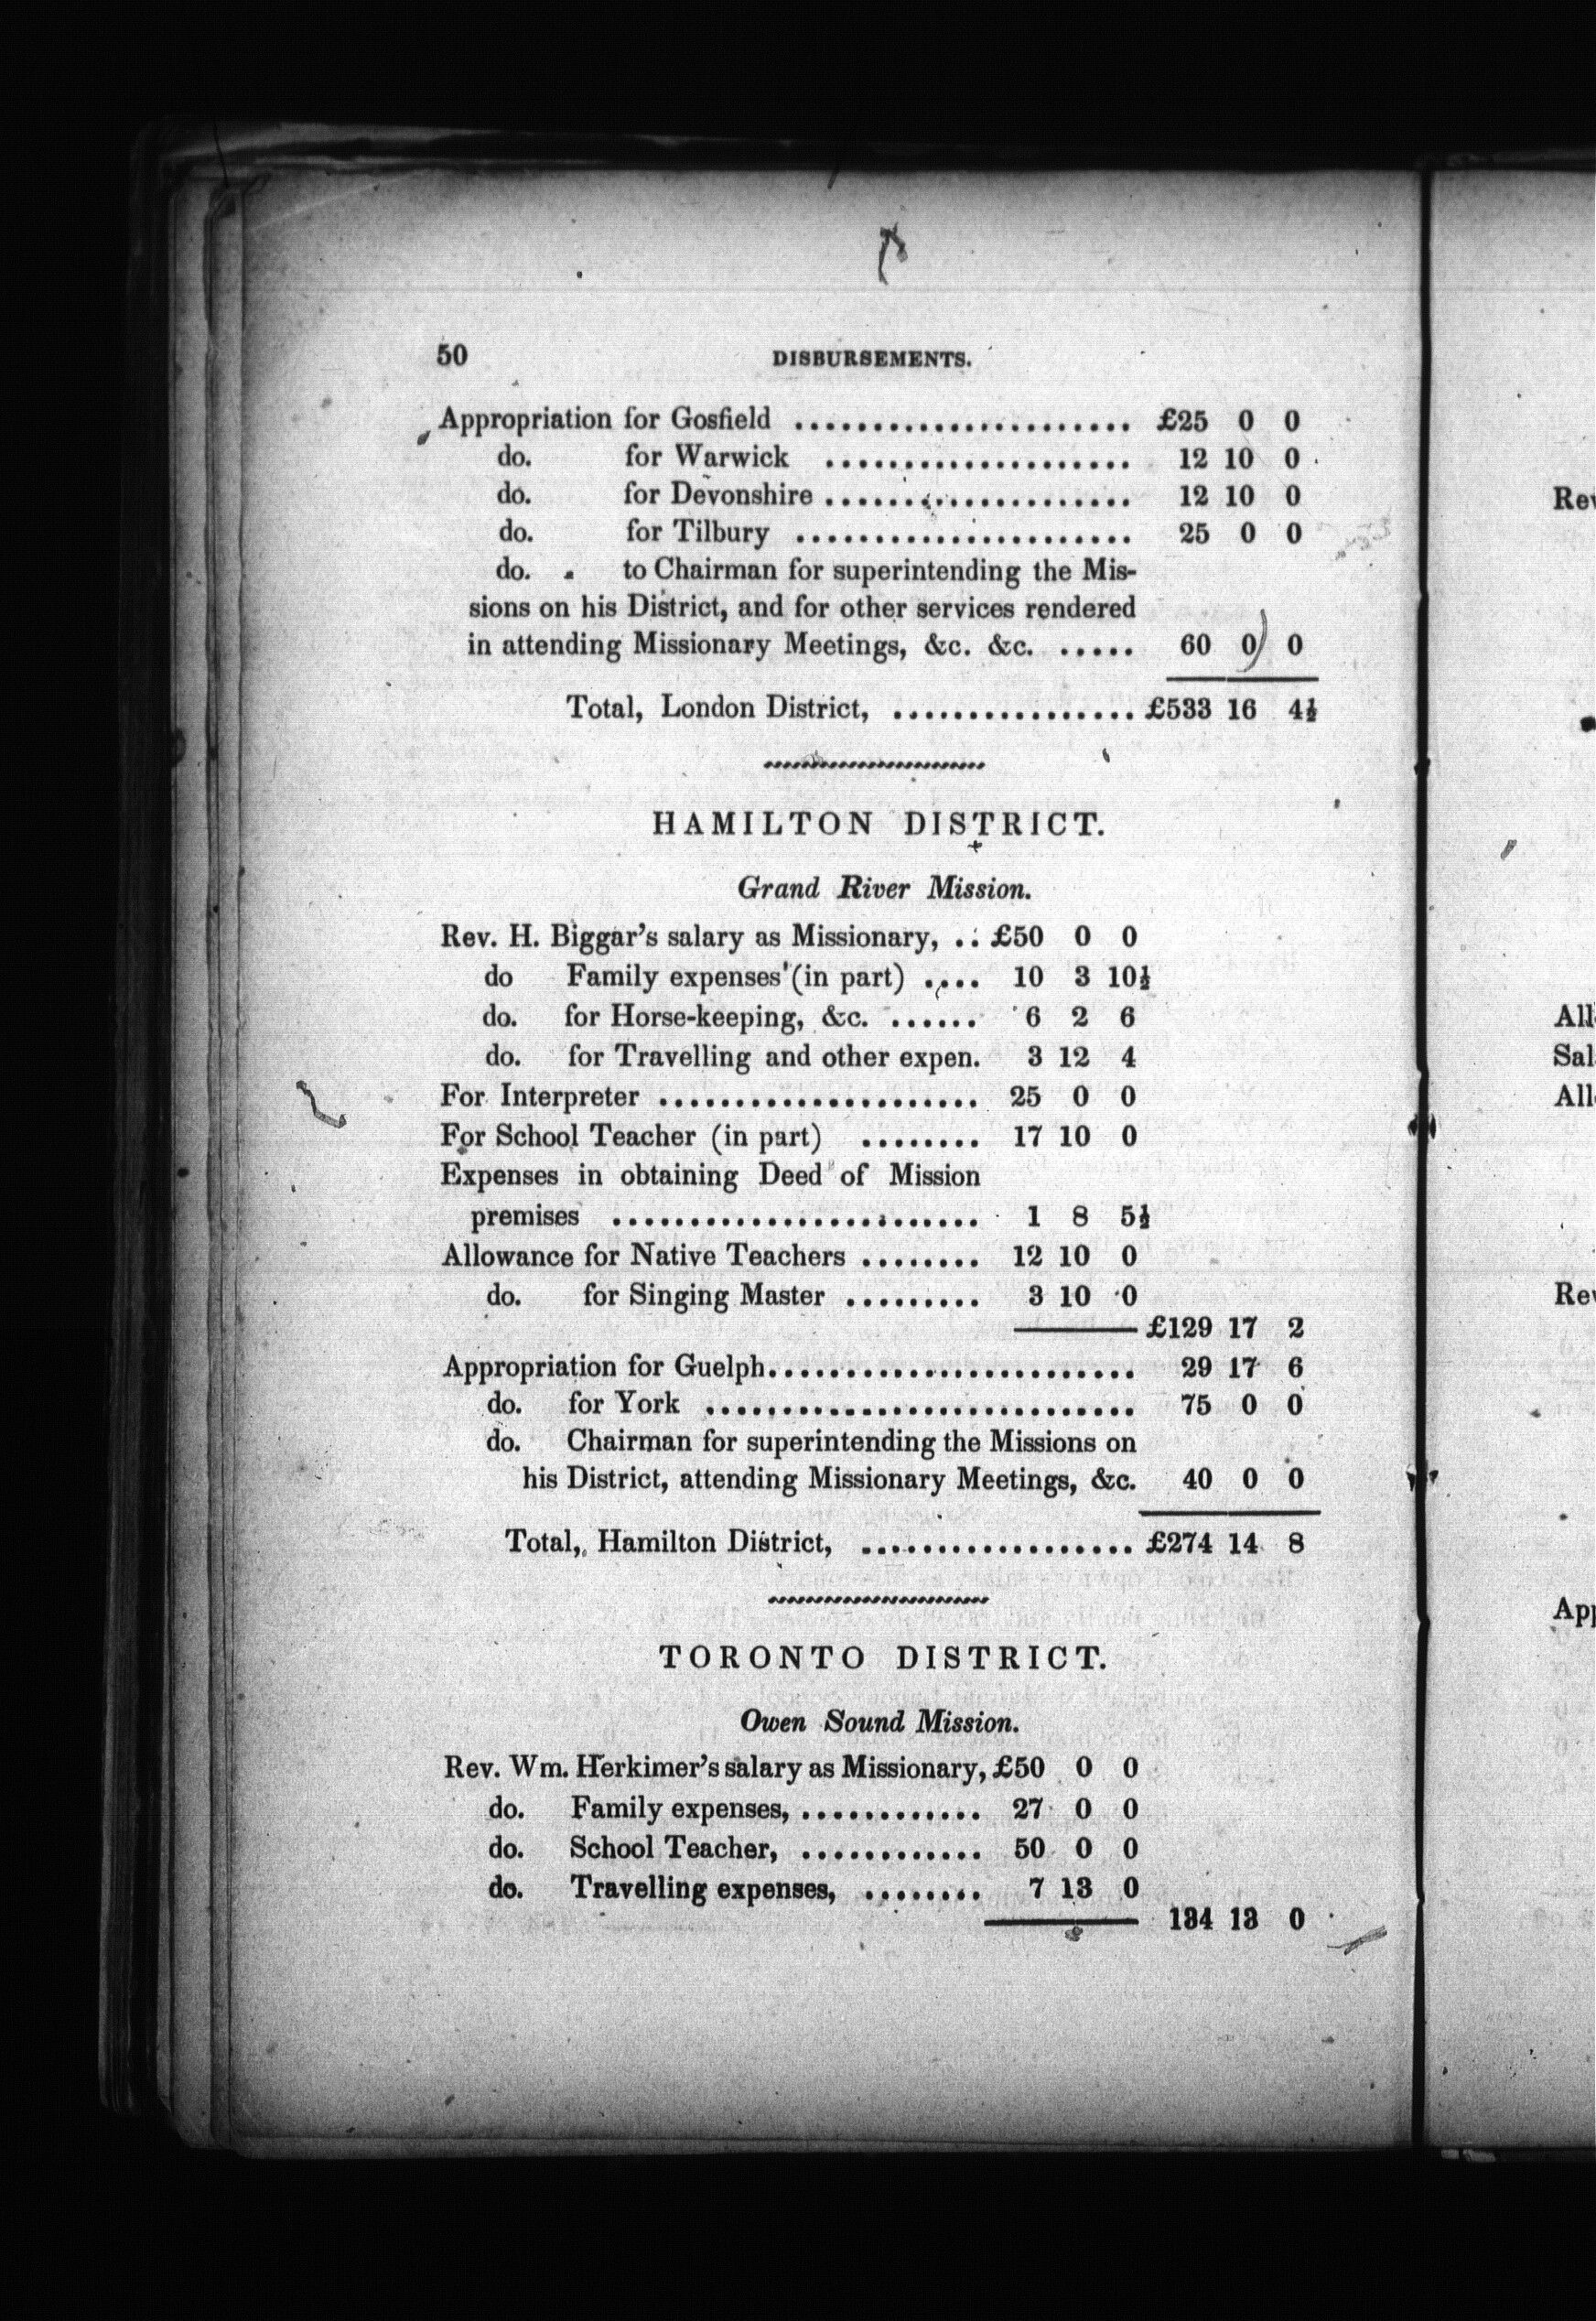 50 DISBURSEMENTS.
Appropriation for Gosfield ...................... £25 0 0
do. for Warwick .................... 12 10 0
do. for Devonshire .................... 12 10 0
do. for Tilbury ...................... 25 0 0
do. to Chairman for superintending the Mis-
sions on his District, and for other services rendered
in attending Missionary Meetings, &c. &c. ..... 60 0 0
Total, London District, ................ £533 16 4½
HAMILTON DISTRICT.
Grand River Mission.
Rev. H. Biggar's salary as Missionary, .. £50 0 0
do Family expenses (in part) .... 10 3 10½
do. for Horse-keeping, &c. ...... 6 2 6
do. for Travelling and other expen. 3 12 4
For Interpreter ..................... 25 0 0
For School Teacher (in part) ........ 17 10 0
Expenses in obtaining Deed of Mission
premises ........................ 1 8 5½
Allowance for Native Teachers ........ 12 10 0
do. for Singing Master ......... 3 10 0
£129 17 2
Appropriation for Guelph........................ 29 17 6
do. for York ............................ 75 0 0
do. Chairman for superintending the Missions on
his District, attending Missionary Meetings, &c. 40 0 0
Total, Hamilton District, .................. £274 14 8
TORONTO DISTRICT.
Owen Sound Mission.
Rev. Wm. Herkimer's salary as Missionary, £50 0 0
do. Family expenses, ............ 27 0 0
do. School Teacher, ............ 50 0 0
do. Travelling expenses, ........ 7 13 0
134 13 0
Rev
All
Sal
All
Rev
App